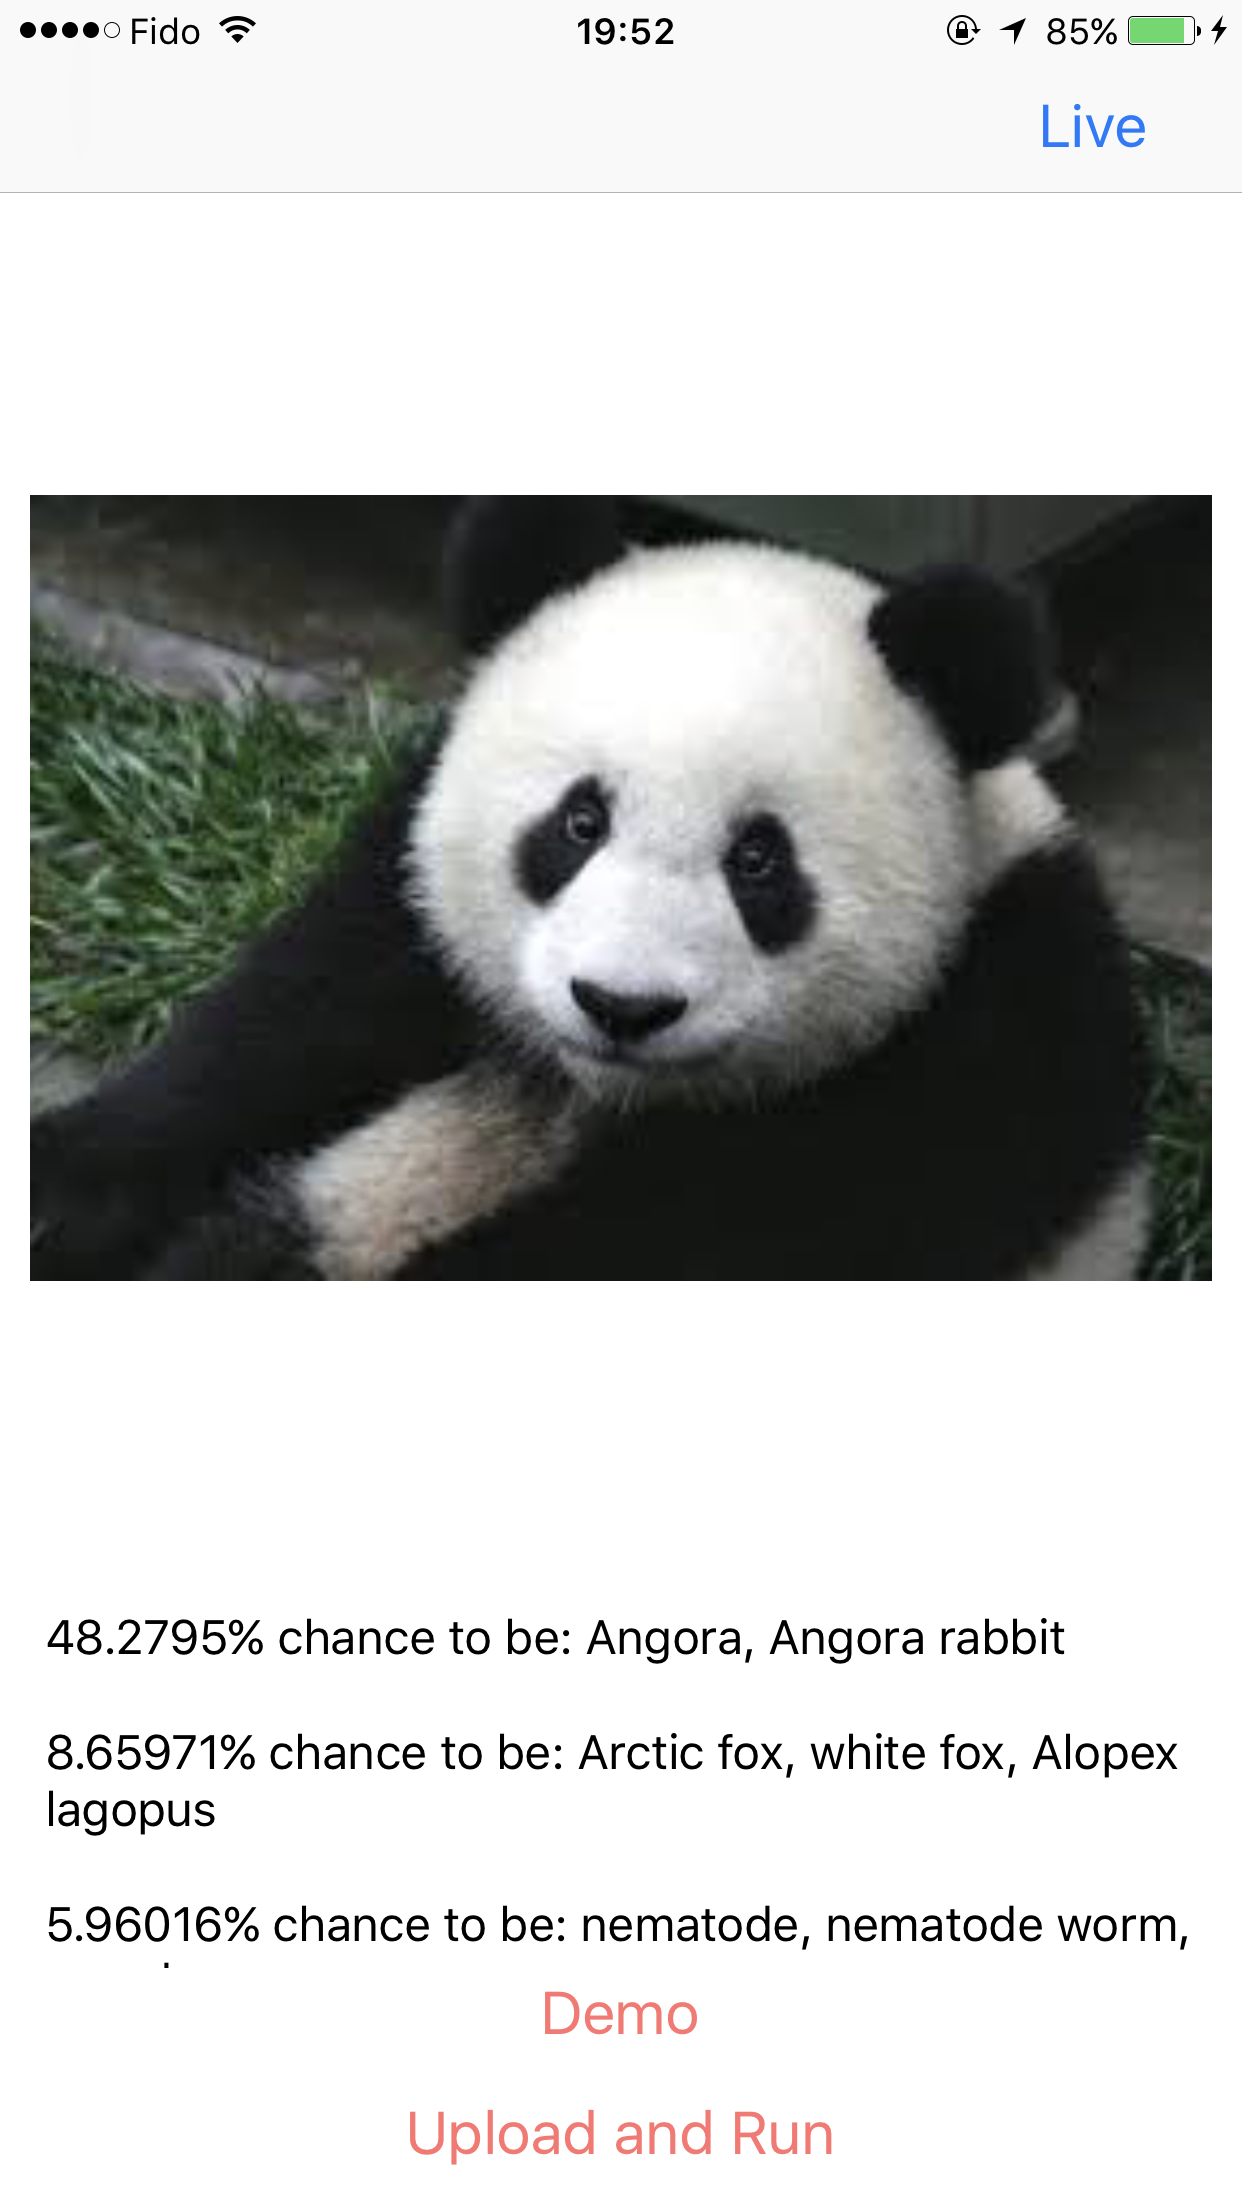 Fido 19:52 85%
Live
48.2795% chance to be: Angora, Angora rabbit
8.65971% chance to be: Arctic fox, white fox, Alopex
lagopus
5.96016% chance to be: nematode, nematode worm,
Demo
Upload and Run